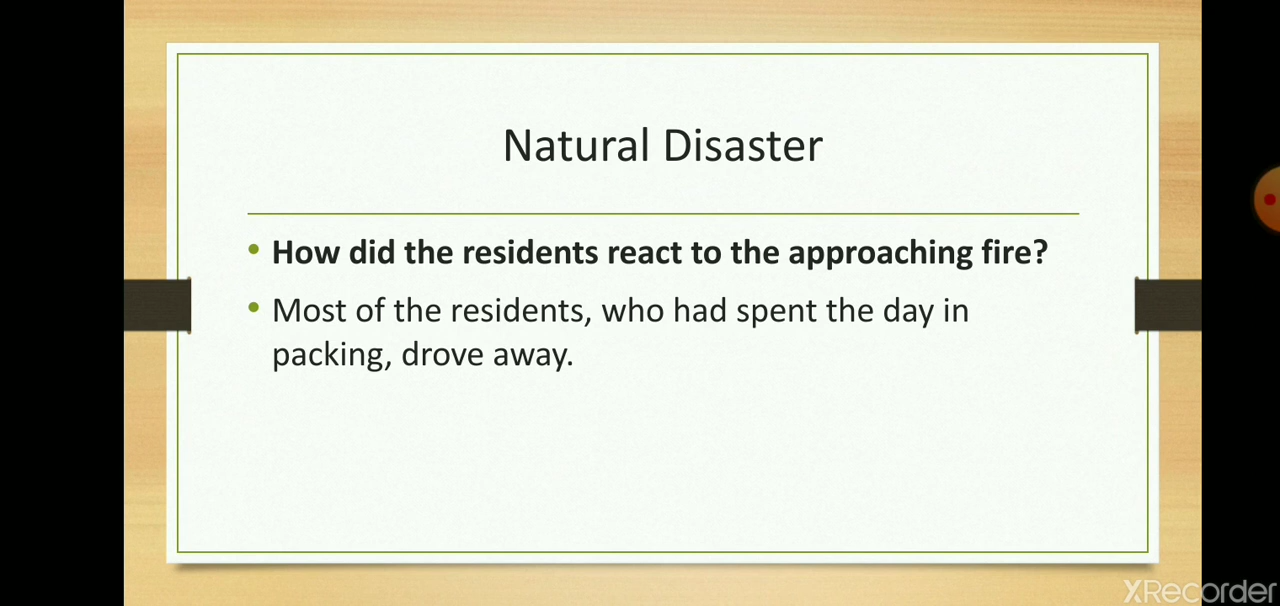 Natural Disaster
• How did the residents react to the approaching fire?
• Most of the residents, who had spent the day in
packing, drove away.
XRecorder